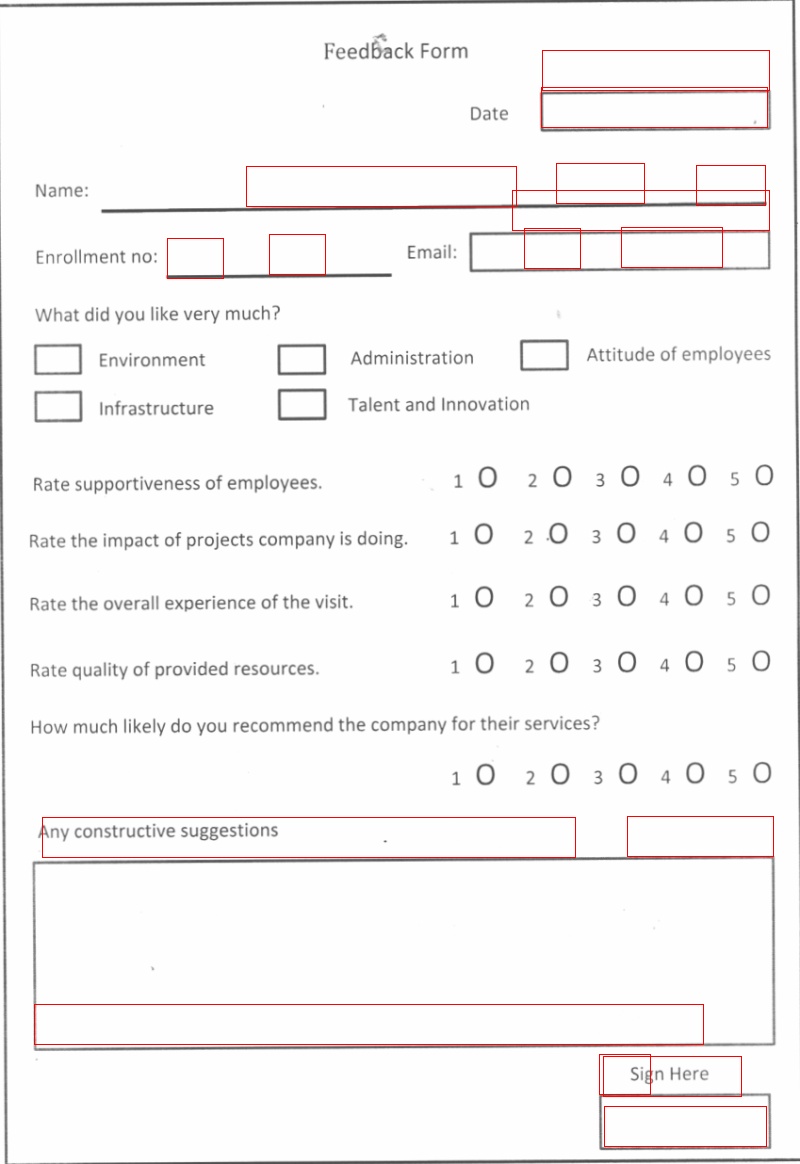 Feedback Form
Date
Name:
Enrollment no:
Email:
What did you like very much?
Environment Administration Attitude of employees
Infrastructure Talent and Innovation
Rate supportiveness of employees. 1 O 2 O 3 O 4 O 5 O
Rate the impact of projects company is doing. 1 O 2 O 3 O 4 O 5 O
Rate the overall experience of the visit. 1 O 2 O 3 O 4 O 5 O
Rate quality of provided resources. 1 O 2 O 3 O 4 O 5 O
How much likely do you recommend the company for their services?
1 O 2 O 3 O 4 O 5 O
Any constructive suggestions
Sign Here